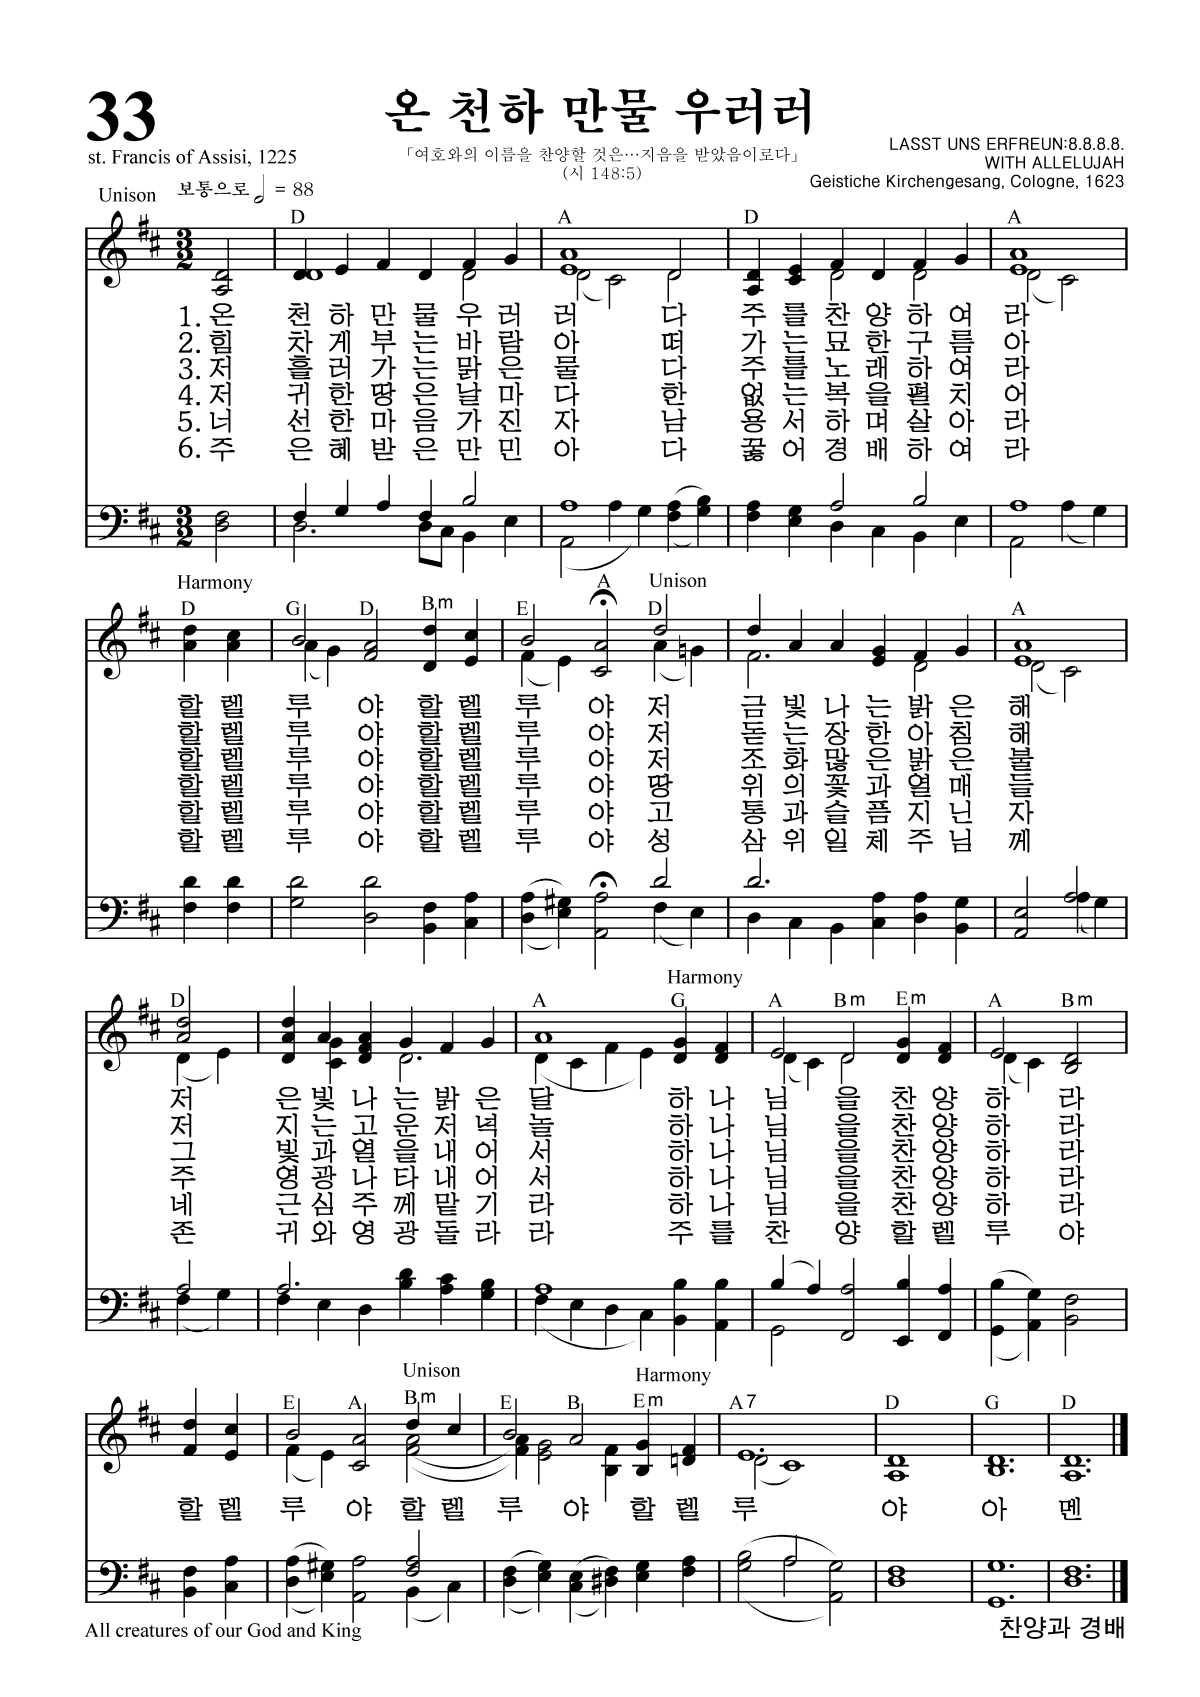 33
온 천하 만물 우러러
st. Francis of Assisi, 1225
「여호와의 이름을 찬양할 것은…지음을 받았음이로다」
(시 148:5)
LASST UNS ERFREUN:8.8.8.8.
WITH ALLELUJAH
Geistiche Kirchengesang, Cologne, 1623
Unison 보통으로 = 88
D A D A
3 2
1. 온 천 하 만 물 우 러 러 다 주 를 찬 양 하 여 라
2. 힘 차 게 부 는 바 람 아 떠 가 는 묘 한 구 름 아
3. 저 흘 러 가 는 맑 은 물 다 주 를 노 래 하 여 라
4. 저 귀 한 땅 은 날 마 다 한 없 는 복 을 펼 치 어
5. 너 선 한 마 음 가 진 자 남 용 서 하 며 살 아 라
6. 주 은 혜 받 은 만 민 아 다 꿇 어 경 배 하 여 라
3 2
Harmony Unison
D G D Bm E A D A
할 렐 루 야 할 렐 루 야 저 금 빛 나 는 밝 은 해
할 렐 루 야 할 렐 루 야 저 돋 는 장 한 아 침 해
할 렐 루 야 할 렐 루 야 저 조 화 많 은 밝 은 불
할 렐 루 야 할 렐 루 야 땅 위 의 꽃 과 열 매 들
할 렐 루 야 할 렐 루 야 고 통 과 슬 픔 지 닌 자
할 렐 루 야 할 렐 루 야 성 삼 위 일 체 주 님 께
Harmony
D A G A Bm Em A Bm
저 은 빛 나 는 밝 은 달 하 나 님 을 찬 양 하 라
저 지 는 고 운 저 녁 놀 하 나 님 을 찬 양 하 라
그 빛 과 열 을 내 어 서 하 나 님 을 찬 양 하 라
주 영 광 나 타 내 어 서 하 나 님 을 찬 양 하 라
네 근 심 주 께 맡 기 라 하 나 님 을 찬 양 하 라
존 귀 와 영 광 돌 라 라 주 를 찬 양 할 렐 루 야
Unison Harmony
E A Bm E B Em A7 D G D
할 렐 루 야 할 렐 루 야 할 렐 루 야 아 멘
All creatures of our God and King
찬양과 경배